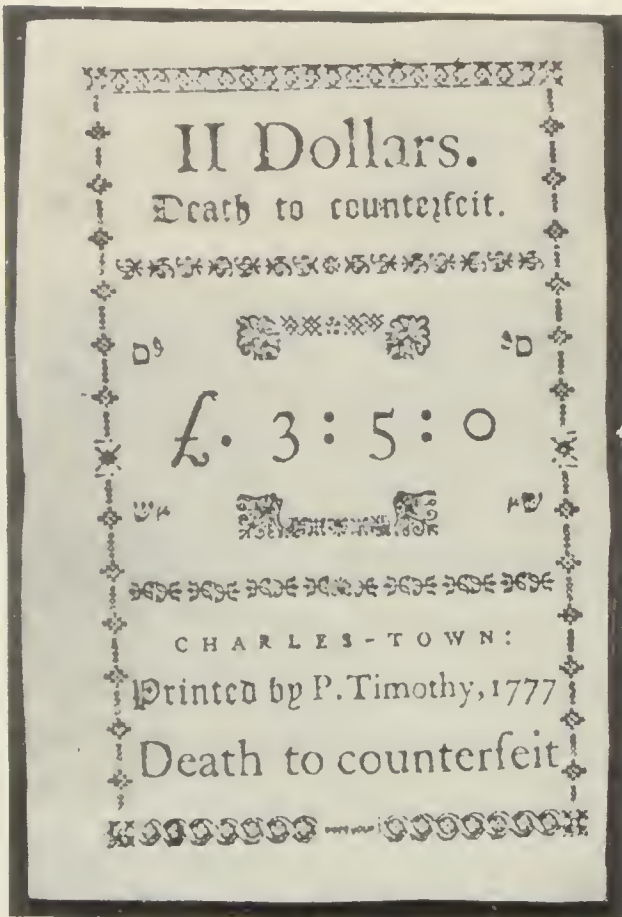 II Dollars.
Death to counterfeit.
£. 3 : 5 : 0
CHARLES-TOWN:
Printed by P. Timothy, 1777
Death to counterfeit